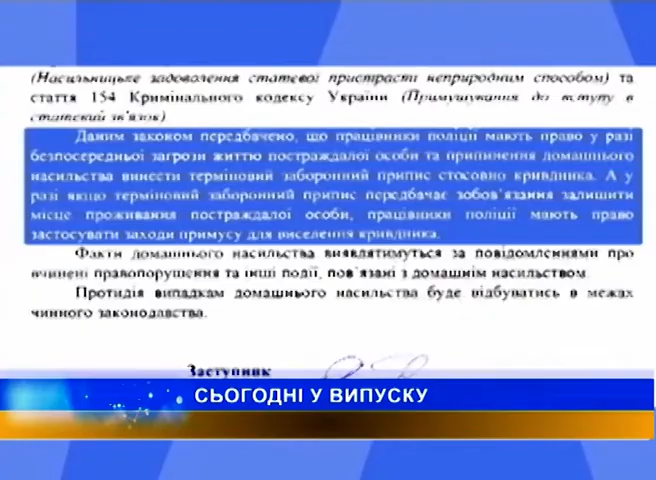 (Насильницьке задоволення статевої пристрасті неприродним способом) та
стаття 154 Кримінального кодексу України (Примушування до вступу в
статевий зв'язок)
Даним законом передбачено, що працівники поліції мають право у разі
безпосередньої загрози життю постраждалої особи та припинення домашнього
насильства винести терміновий заборонний припис стосовно кривдника. А у
разі якщо терміновий заборонний припис передбачає зобов'язання залишити
місце проживання постраждалої особи, працівники поліції мають право
застосувати заходи примусу для виселення кривдника.
Факти домашнього насильства виявлятимуться за повідомленнями про
вчинені правопорушення та інші події, пов'язані з домашнім насильством
Протидія випадкам домашнього насильства буде відбуватись в межах
чинного законодавства.
Заступник
СЬОГОДНІ У ВИПУСКУ